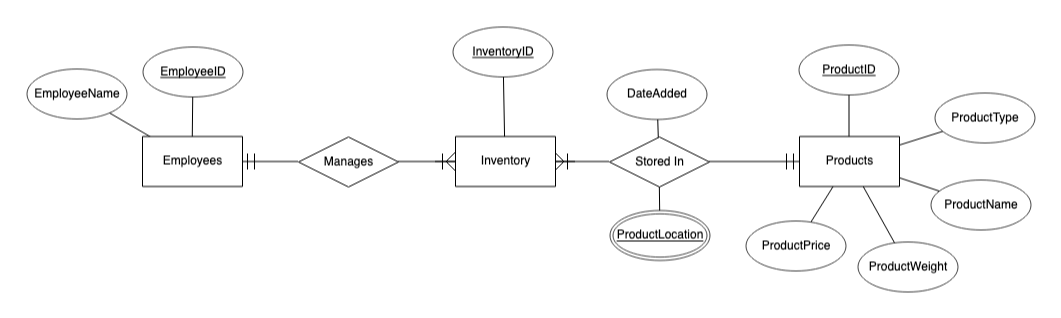 InventoryID
EmployeeID
ProductID
EmployeeName
DateAdded
ProductType
Employees
Manages
Inventory
Stored In
Products
ProductName
ProductLocation
ProductPrice
ProductWeight